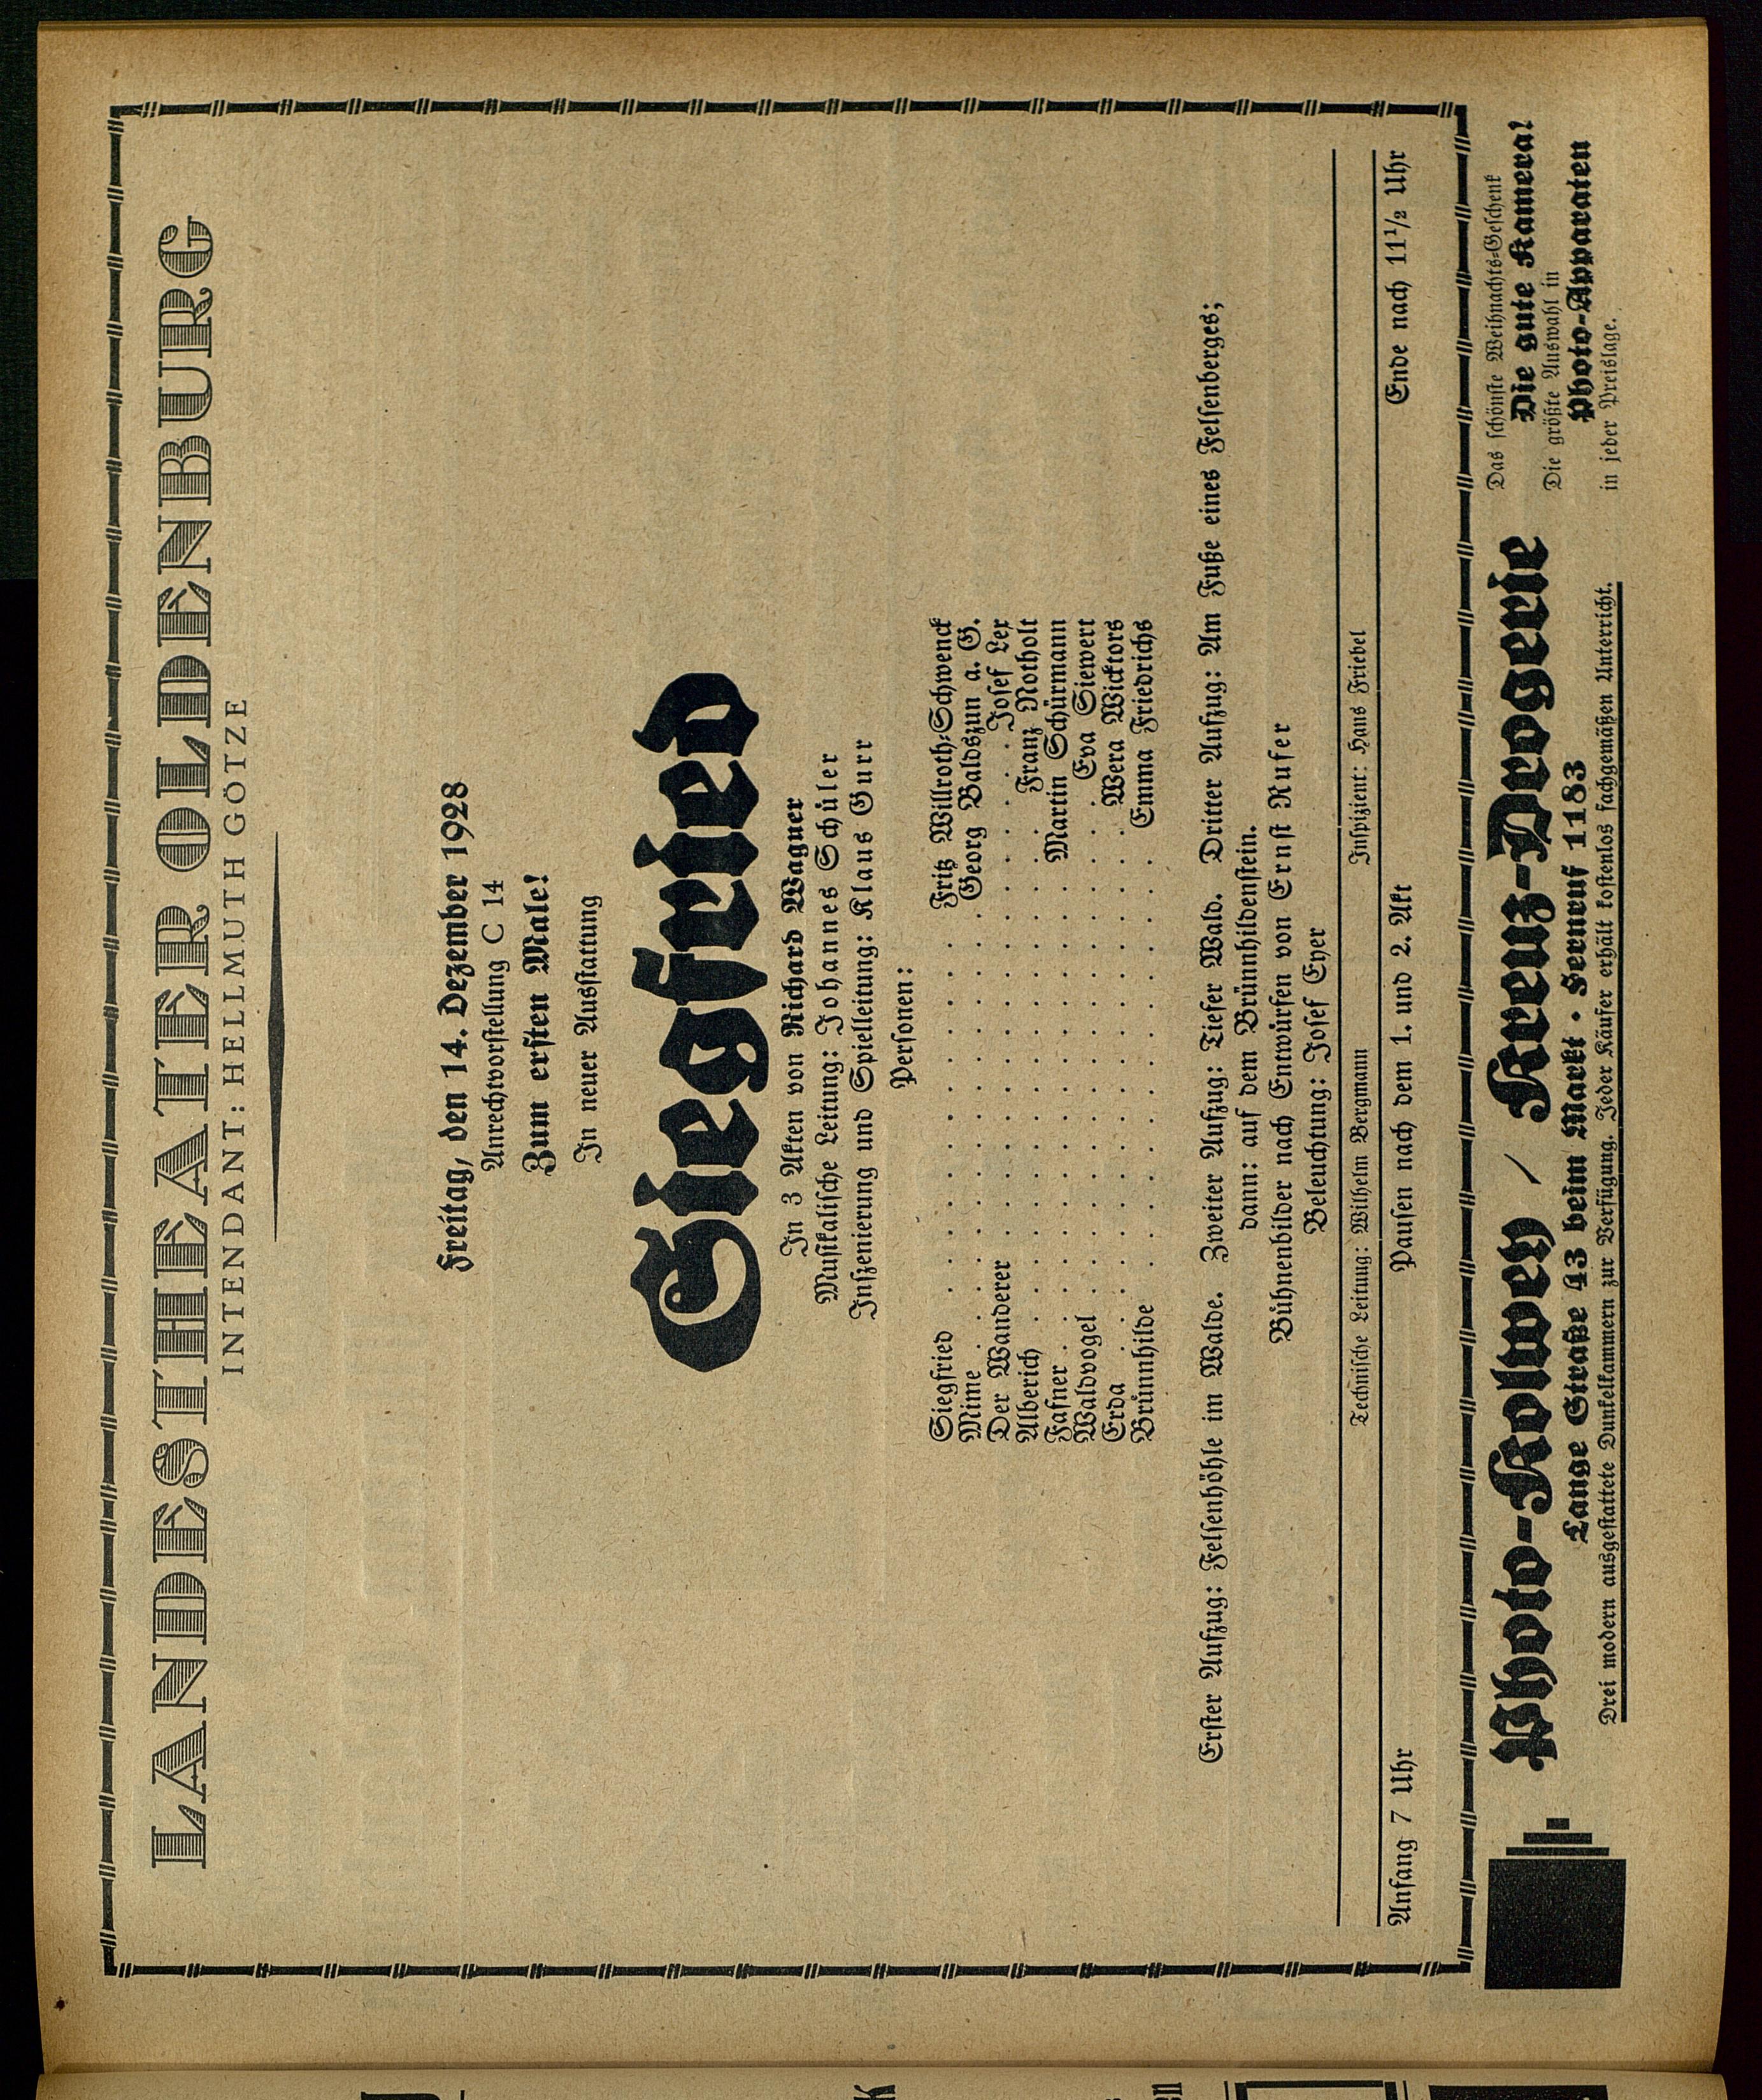 LANDESTHEATER OLDENBURG
INTENDANT: HELLMUTH GÖTZE
Freitag, den 14. Dezember 1928
Anrechtvorstellung C 14
Zum ersten Male!
In neuer Ausstattung
Siegfried
In 3 Akten von Richard Wagner
Musikalische Leitung: Johannes Schüler
Inszenierung und Spielleitung: Klaus Gurr
Personen:
Siegfried . . . . . . . . . . . . . Fritz Willroth-Schwenck
Mime . . . . . . . . . . . . . . Georg Baldszun a. G.
Der Wanderer . . . . . . . . . . . . . . . . Josef Lex
Alberich . . . . . . . . . . . . . . . . Franz Notholt
Fafner . . . . . . . . . . . . . . . Martin Schürmann
Waldvogel . . . . . . . . . . . . . . . . Eva Siewert
Erda . . . . . . . . . . . . . . . . Wera Wicktors
Brünnhilde . . . . . . . . . . . . . Emma Friedrichs
Erster Aufzug: Felsenhöhle im Walde. Zweiter Aufzug: Tiefer Wald. Dritter Aufzug: Am Fuße eines Felsenberges;
dann: auf dem Brünnhildenstein.
Bühnenbilder nach Entwürfen von Ernst Rufer
Beleuchtung: Josef Eyer
Technische Leitung: Wilhelm Bergmann Inspizient: Hans Friebel
Anfang 7 Uhr Pausen nach dem 1. und 2. Akt Ende nach 11½ Uhr
Photo-Kolwey / Kreuz-Drogerie
Lange Straße 43 beim Markt • Fernruf 1183
Drei modern ausgestattete Dunkelkammern zur Verfügung. Jeder Käufer erhält kostenlos fachgemäßen Unterricht.
Das schönste Weihnachts-Geschenk
Die gute Kamera!
Die größte Auswahl in
Photo-Apparaten
in jeder Preislage.